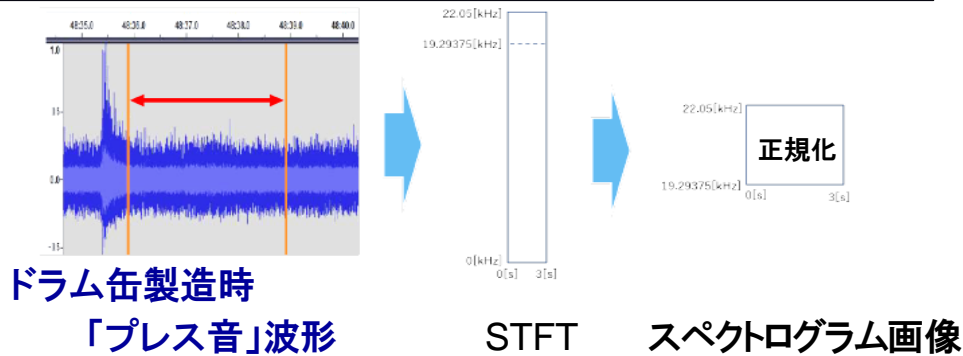 48:35.0 48:36.0 48:37.0 48:38.0 48:39.0 48:40.0
1.0
0.0-
22.05[kHz]
19.29375[kHz]
0[kHz]
0[s] 3[s]
22.05[kHz]
正規化
19.29375[kHz]
0[s] 3[s]
ドラム缶製造時
「プレス音」波形
STFT
スペクトログラム画像